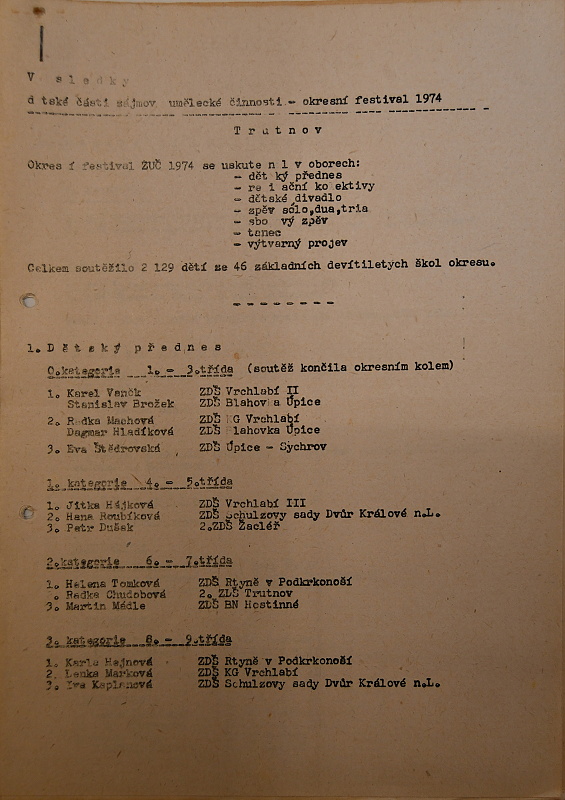 V sledky
d tské části zájmov umělecké činnosti - okresní festival 1974
Trutnov
Okres í festival ZUČ 1974 se uskute n l v oborech:
- dět ký přednes
- re i ační ko ektivy
- dětské divadlo
- zpěv sólo,dua,tria
- sbo vý zpěv
- tanec
- výtvarný projev
Celkem soutěžilo 2 129 dětí ze 46 základních devítiletých škol okresu.
1. Dětský přednes
0.kategorie 1. - 3.třída (soutěž končila okresním kolem)
1. Karel Vaněk ZDŠ Vrchlabí II
Stanislav Brožek ZDŠ Blahovka Úpice
2. Radka Machová ZDŠ KG Vrchlabí
Dagmar Hladíková ZDŠ lahovka Úpice
3. Eva Štědrovská ZDŠ Úpice - Sychrov
1. kategorie 4. - 5.třída
1. Jitka Hájková ZDŠ Vrchlabí III
2. Hana Roubíková ZDŠ Schulzovy sady Dvůr Králové n.L.
3. Petr Dušek 2.ZDŠ Žacléř
2.kategorie 6. - 7.třída
1. Helena Tomková ZDŠ Rtyně v Podkrkonoší
. Radka Chudobová 2. ZDŠ Trutnov
3. Martin Mádle ZDŠ BN Hostinné
3. kategorie 8. - 9.třída
1. Karla Hejnová ZDŠ Rtyně v Podkrkonoší
2. Lenka Marková ZDŠ KG Vrchlabí
3. Eva Kaplanová ZDŠ Schulzovy sady Dvůr Králové n.L.